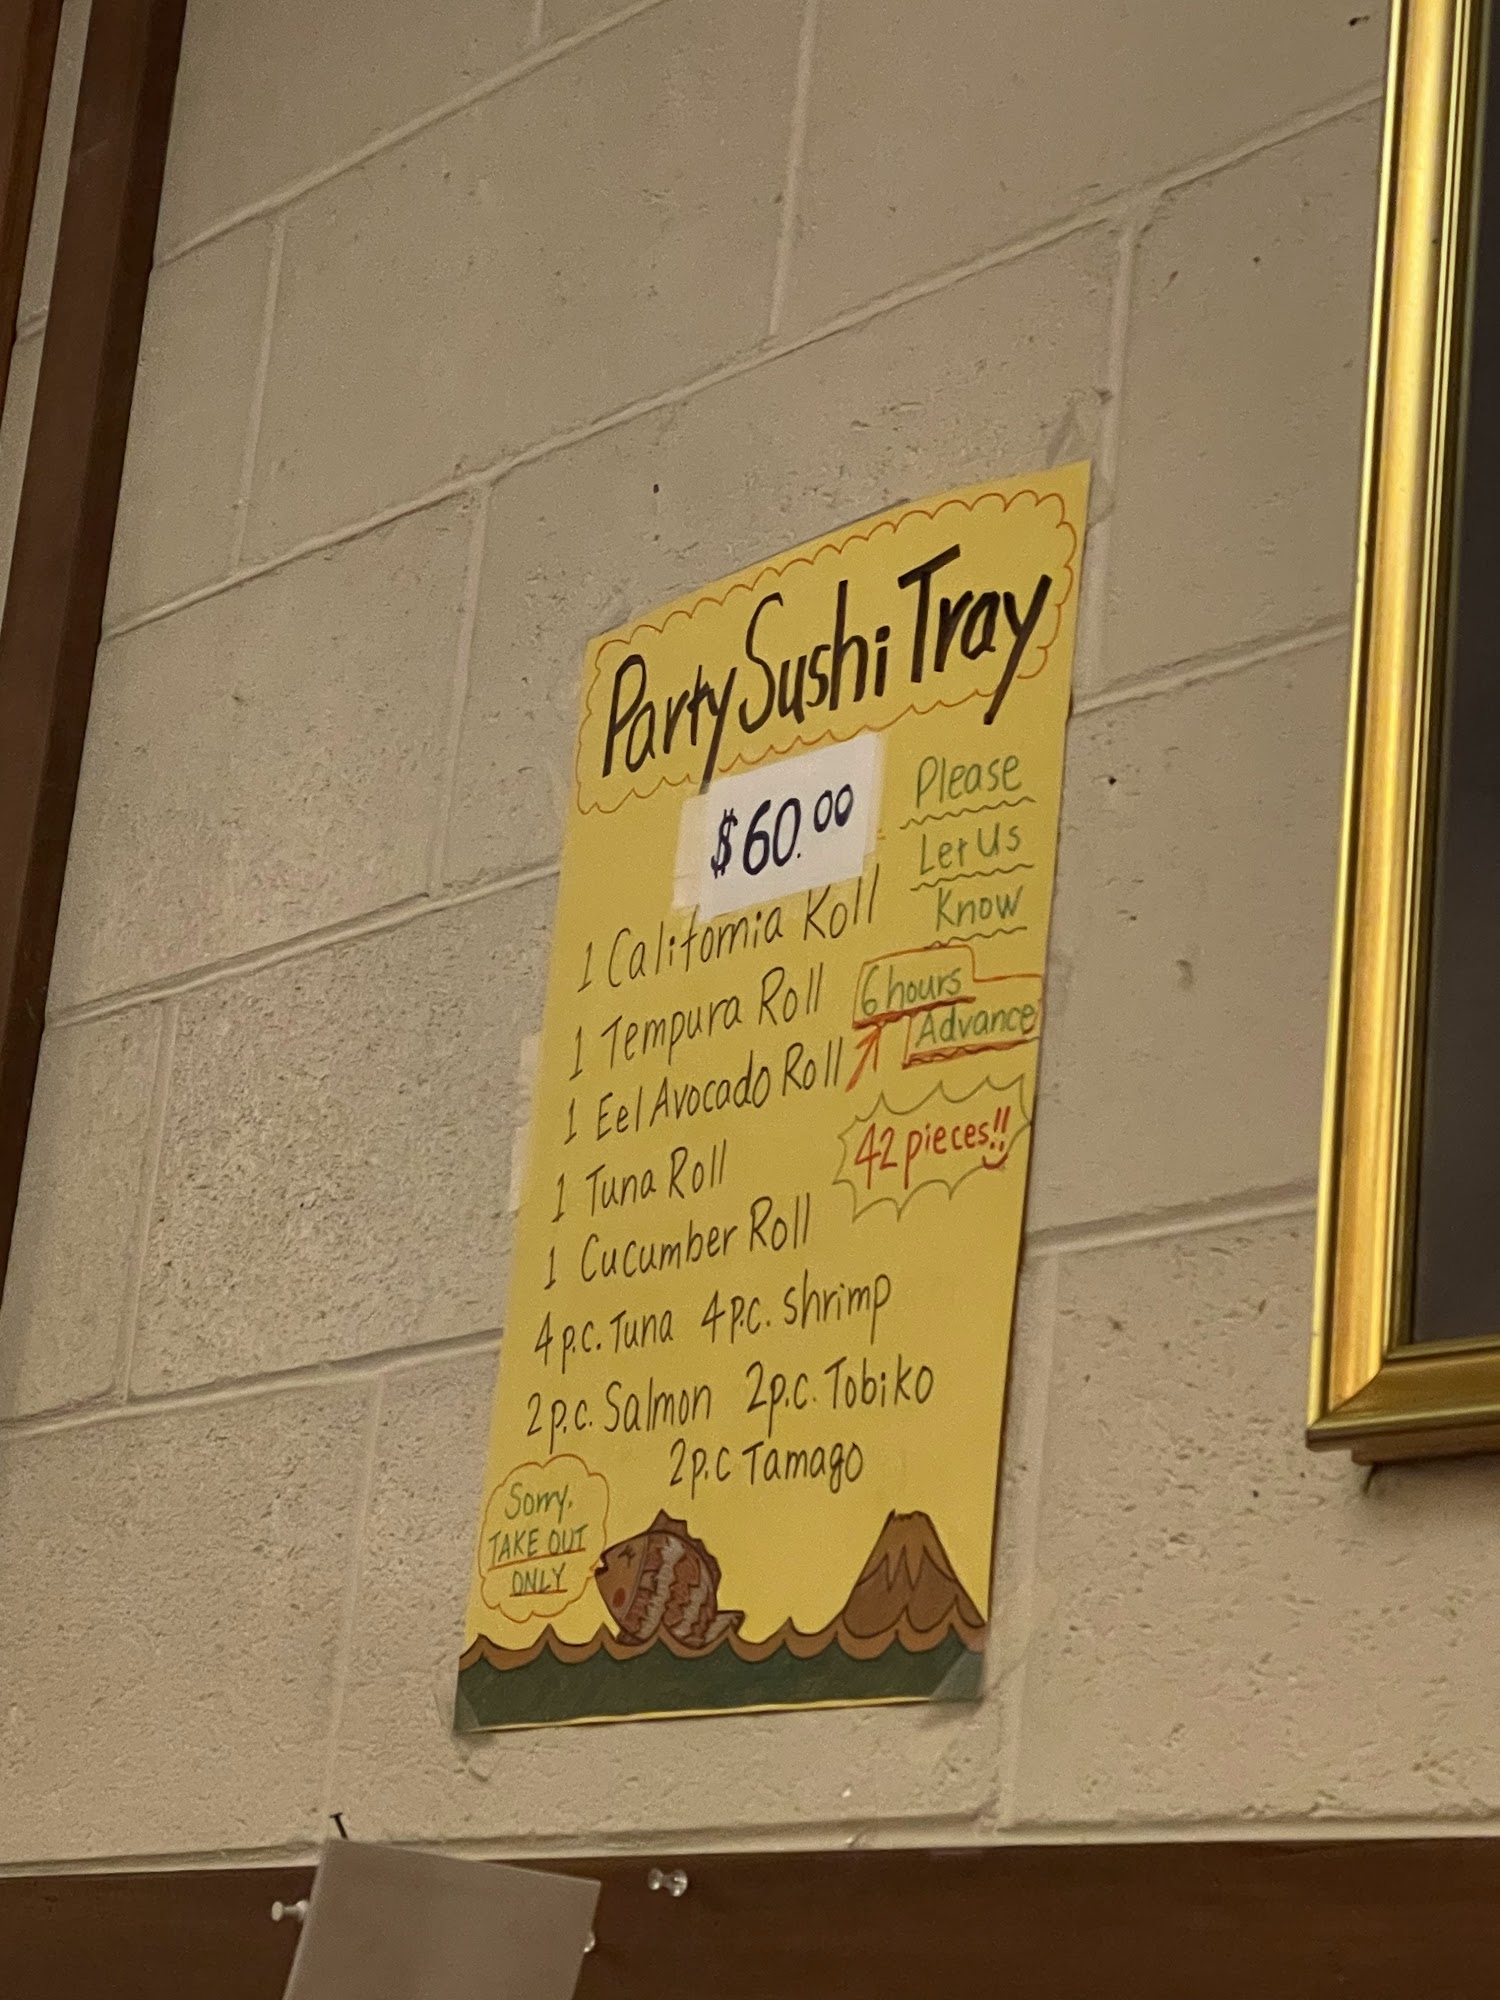 Party Sushi Tray
$60.00
Please
Let Us
Know
6 hours
Advance
1 California Roll
1 Tempura Roll
1 Eel Avocado Roll
1 Tuna Roll
1 Cucumber Roll
42 pieces!!
4 p.c. Tuna 4 p.c. shrimp
2 p.c. Salmon 2 p.c. Tobiko
2 p.c Tamago
Sorry.
TAKE OUT
ONLY